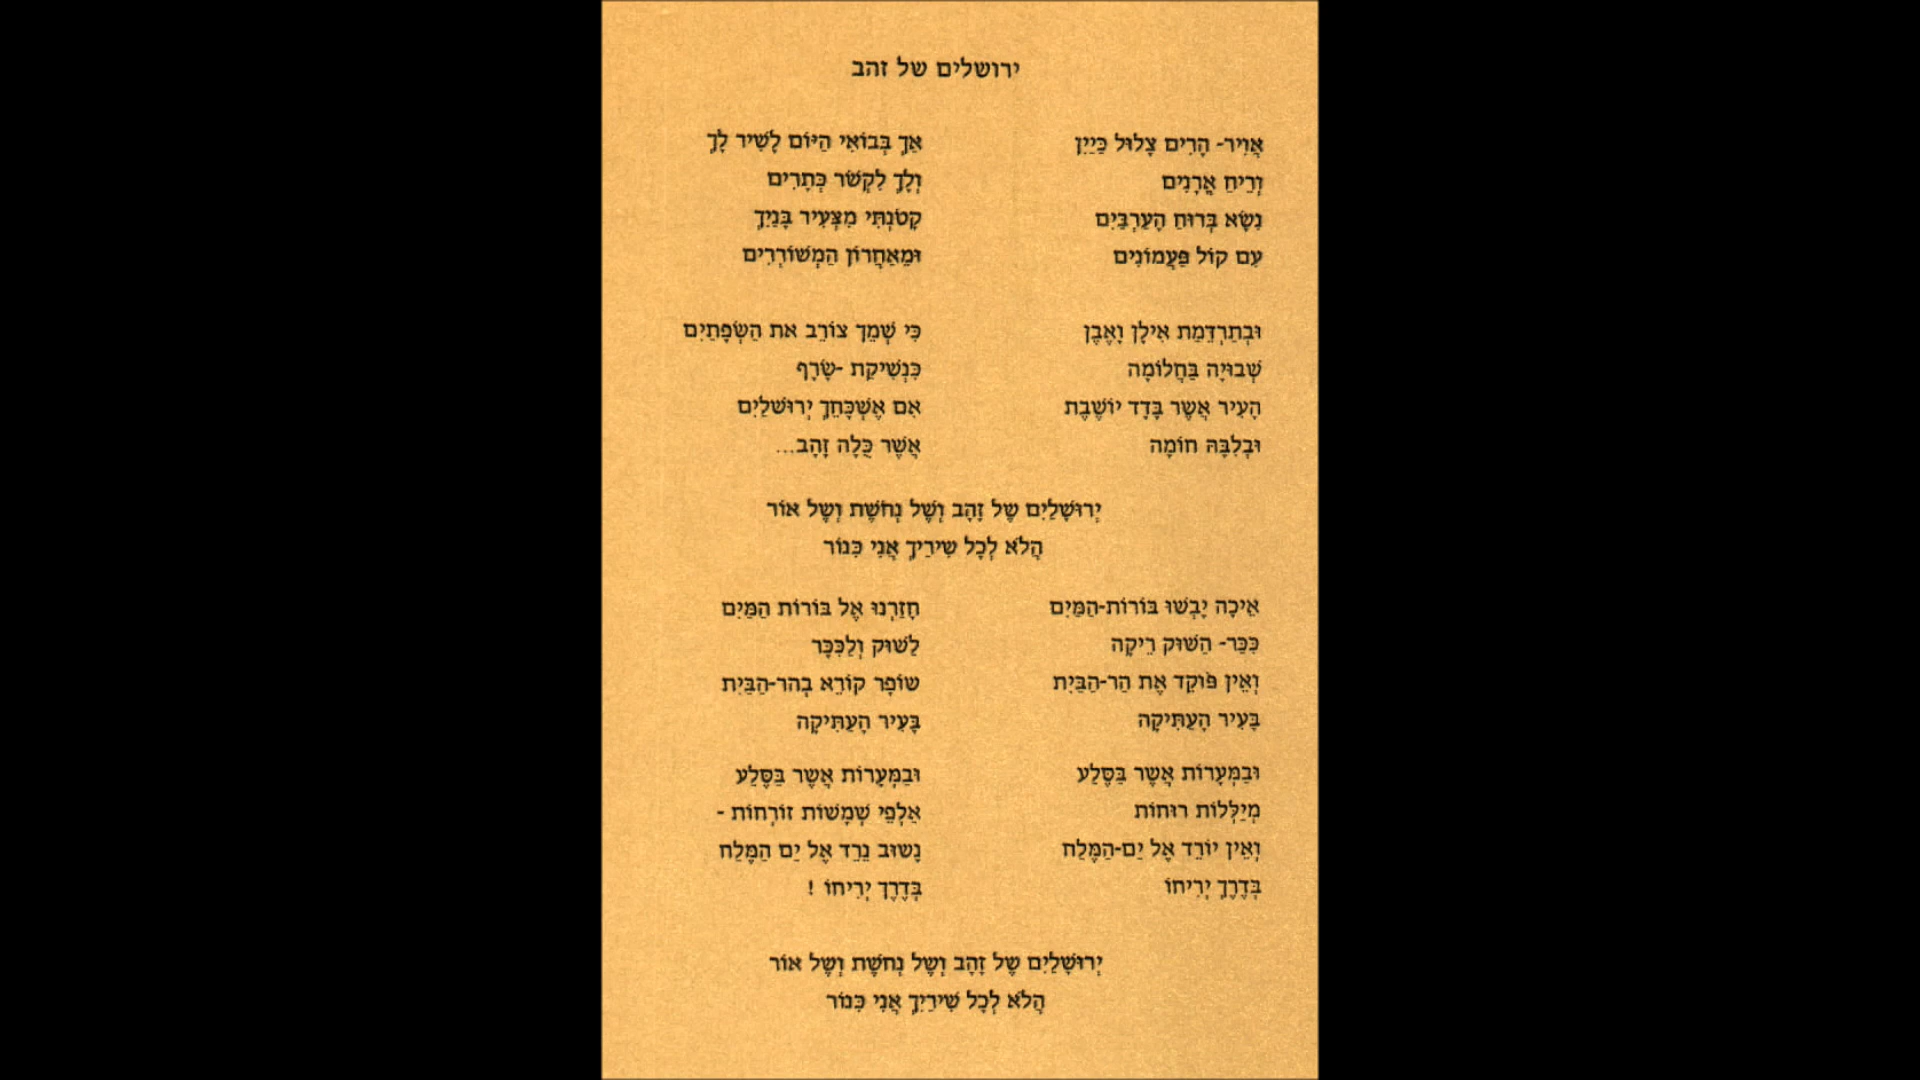 ירושלים של זהב
אֲוִיר- הָרִים צָלוּל כַּיַיִן
וְרֵיחַ אֳרָנִים
נִשָּׂא בְּרוּחַ הָעַרְבַּיִם
עִם קוֹל פַּעֲמוֹנִים
וּבְתַרְדֵּמַת אִילָן וָאֶבֶן
שְׁבוּיָה בַּחֲלוֹמָהּ
הָעִיר אֲשֶׁר בָּדָד יוֹשֶׁבֶת
וּבְלִבָּהּ חוֹמָה
אַךְ בְּבוֹאִי הַיּוֹם לָשִׁיר לָךְ
וְלָךְ לִקְשֹׁר כְּתָרִים
קָטֹנְתִּי מִצְּעִיר בָּנַיִךְ
וּמֵאַחֲרוֹן הַמְשׁוֹרְרִים
כִּי שְׁמֵךְ צוֹרֵב אֶת הַשְּׂפָתַיִם
כִּנְשִׁיקַת -שָׂרָף
אִם אֶשְׁכָּחֵךְ יְרוּשָׁלַיִם
אֲשֶׁר כֻּלָּהּ זָהָב...
יְרוּשָׁלַיִם שֶׁל זָהָב וְשֶׁל נְחֹשֶׁת וְשֶׁל אוֹר
הֲלֹא לְכָל שִׁירַיִךְ אֲנִי כִּנּוֹר
אֵיכָה יָבְשׁוּ בּוֹרוֹת-הַמַּיִם
כִּכַּר- הַשּׁוּק רֵיקָה
וְאֵין פּוֹקֵד אֶת הַר-הַבַּיִת
בָּעִיר הָעַתִּיקָה
וּבַמְּעָרוֹת אֲשֶׁר בַּסֶּלַע
מְיַלְּלוֹת רוּחוֹת
וְאֵין יוֹרֵד אֶל יַם-הַמֶּלַח
בְּדֶרֶךְ יְרִיחוֹ
חָזַרְנוּ אֶל בּוֹרוֹת הַמַּיִם
לַשּׁוּק וְלַכִּכָּר
שׁוֹפָר קוֹרֵא בְהר-הַבַּיִת
בָּעִיר הָעַתִּיקָה
וּבַמְּעָרוֹת אֲשֶׁר בַּסֶּלַע
אַלְפֵי שְׁמָשׁוֹת זוֹרְחוֹת -
נָשׁוּב נֵרֵד אֶל יַם הַמֶּלַח
בְּדֶרֶךְ יְרִיחוֹ !
יְרוּשָׁלַיִם שֶׁל זָהָב וְשֶׁל נְחֹשֶׁת וְשֶׁל אוֹר
הֲלֹא לְכָל שִׁירַיִךְ אֲנִי כִּנּוֹר